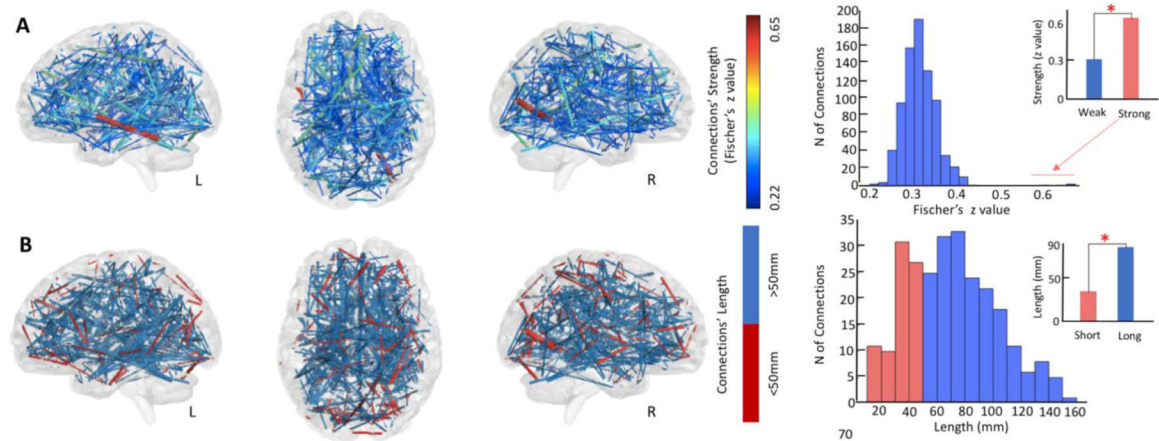 A
L
R
Connections' Strength
(Fischer's z value)
0.65
0.22
N of Connections
200
180
160
140
120
100
80
60
40
20
0
0.2 0.3 0.4 0.5 0.6
Fischer's z value
Strength (z value)
0.6
0.3
0
*
Weak Strong
B
L
R
Connections' Length
>50mm
<50mm
N of Connections
35
30
25
20
15
10
5
0
20 40 60 80 100 120 140 160
Length (mm)
Length (mm)
90
50
0
*
Short Long
70